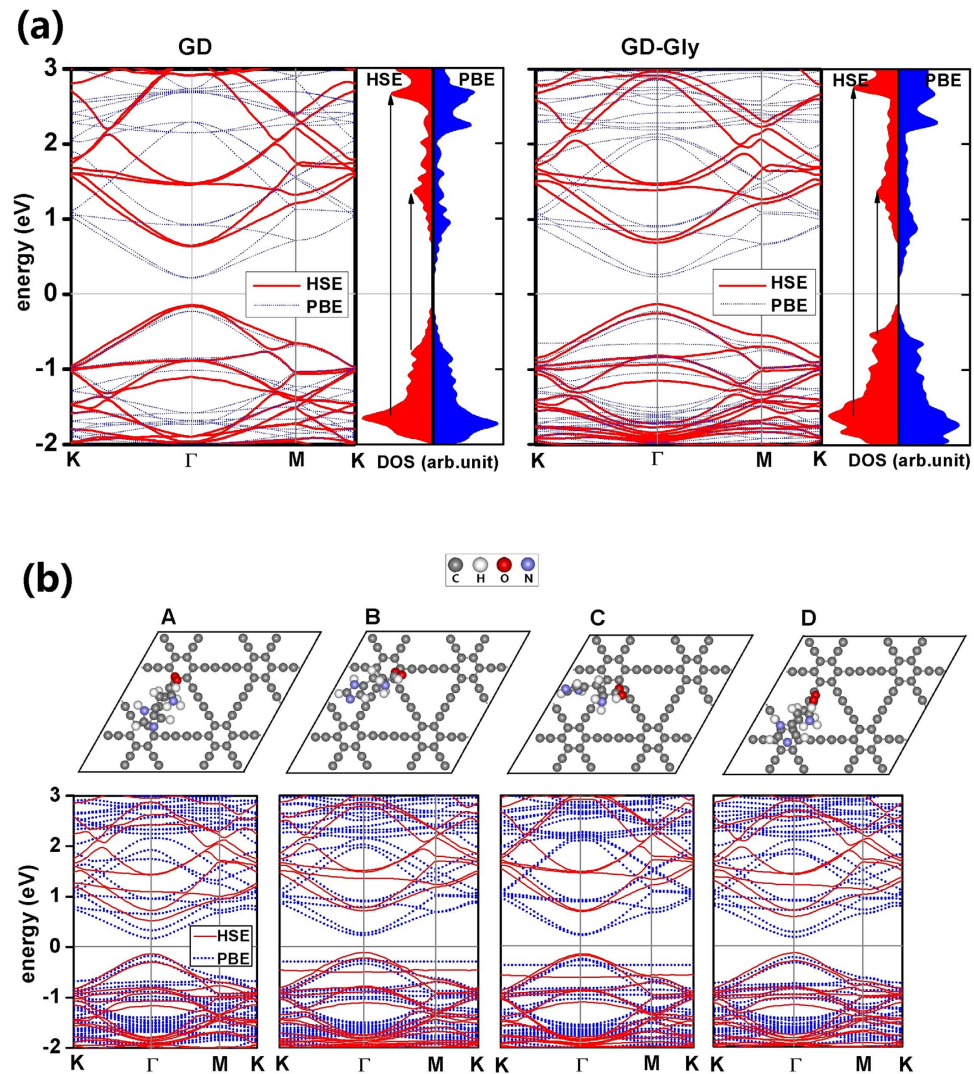 (a)
GD
GD-Gly
3
HSE
PBE
HSE
PBE
2
1
energy (eV)
HSE
PBE
HSE
PBE
0
-1
-2
K
Γ
M
K
DOS (arb.unit)
K
Γ
M
K
DOS (arb.unit)
(b)
C
H
O
N
A
B
C
D
3
2
1
energy (eV)
0
HSE
PBE
-1
-2
K
Γ
M
K
K
Γ
M
K
K
Γ
M
K
K
Γ
M
K